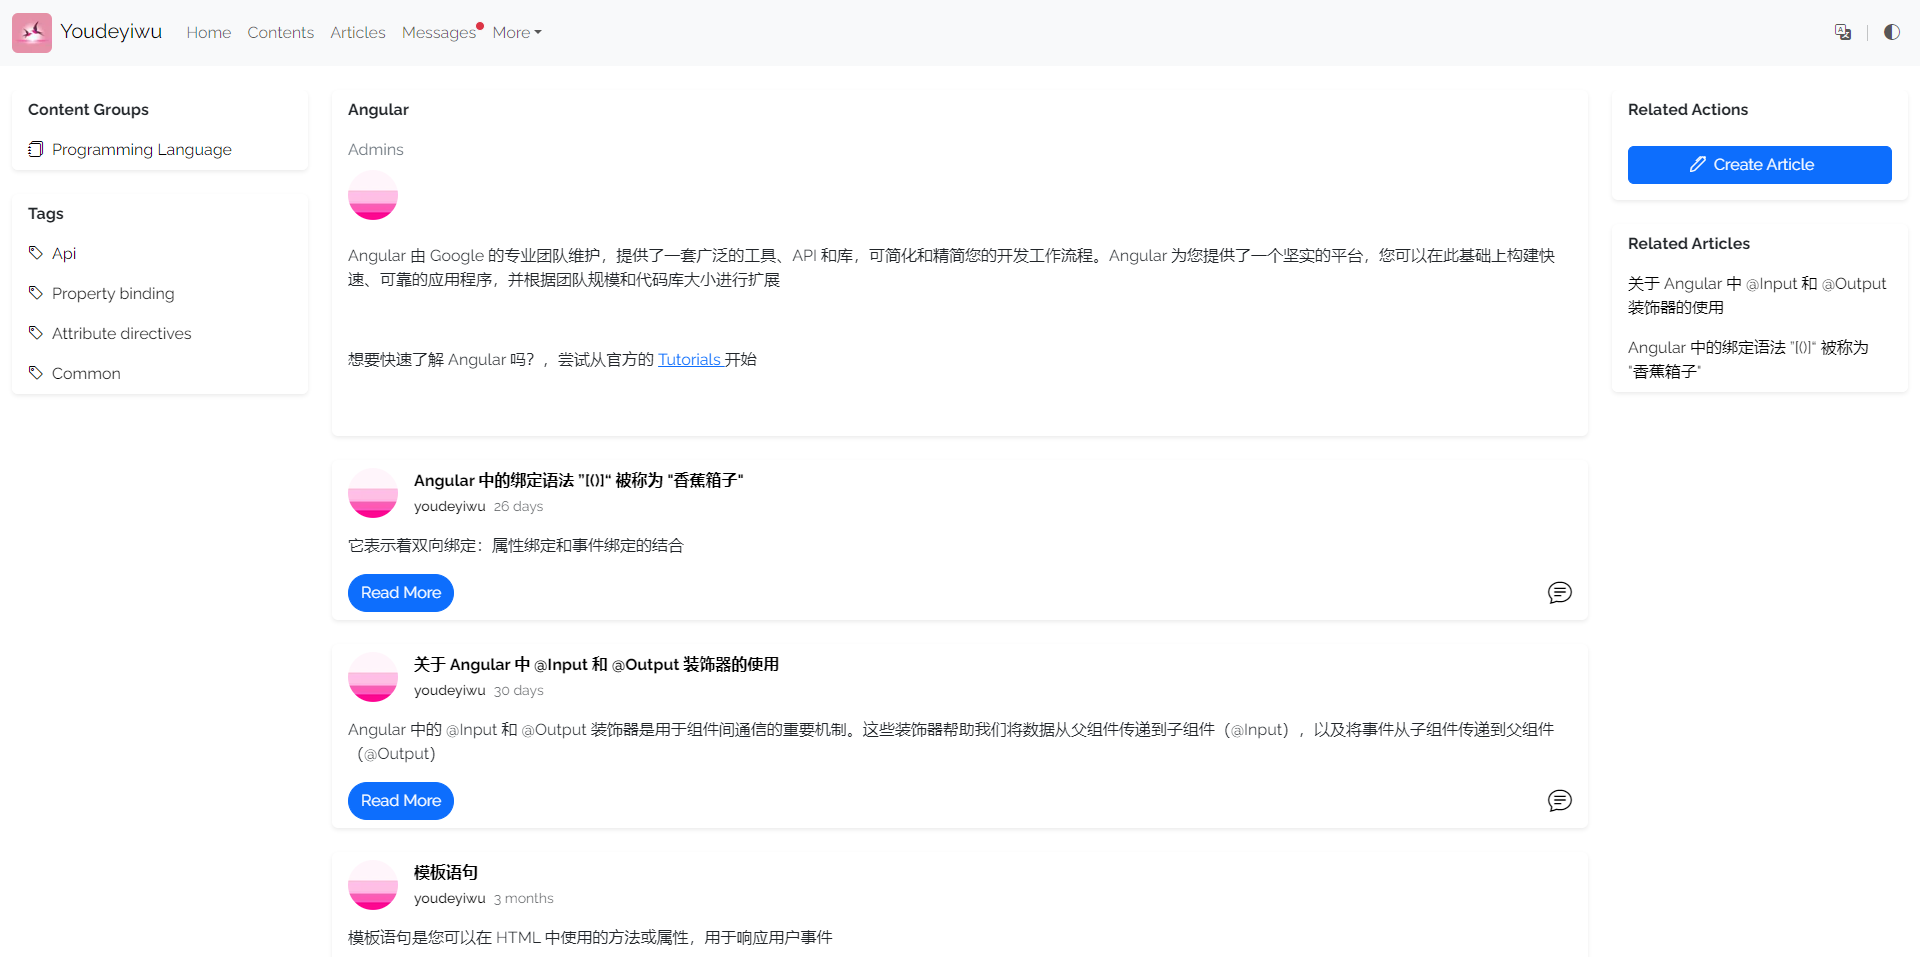 Youdeyiwu
Home
Contents
Articles
Messages
More
Content Groups
Programming Language
Tags
Api
Property binding
Attribute directives
Common
Angular
Admins
Angular 由 Google 的专业团队维护，提供了一套广泛的工具、API 和库，可简化和精简您的开发工作流程。Angular 为您提供了一个坚实的平台，您可以在此基础上构建快
速、可靠的应用程序，并根据团队规模和代码库大小进行扩展
想要快速了解 Angular 吗？，尝试从官方的 Tutorials 开始
Angular 中的绑定语法 ”[()]“ 被称为 "香蕉箱子"
youdeyiwu 26 days
它表示着双向绑定：属性绑定和事件绑定的结合
Read More
关于 Angular 中 @Input 和 @Output 装饰器的使用
youdeyiwu 30 days
Angular 中的 @Input 和 @Output 装饰器是用于组件间通信的重要机制。这些装饰器帮助我们将数据从父组件传递到子组件（@Input），以及将事件从子组件传递到父组件
（@Output）
Read More
模板语句
youdeyiwu 3 months
模板语句是您可以在 HTML 中使用的方法或属性，用于响应用户事件
Related Actions
Create Article
Related Articles
关于 Angular 中 @Input 和 @Output
装饰器的使用
Angular 中的绑定语法 ”[()]“ 被称为
"香蕉箱子"